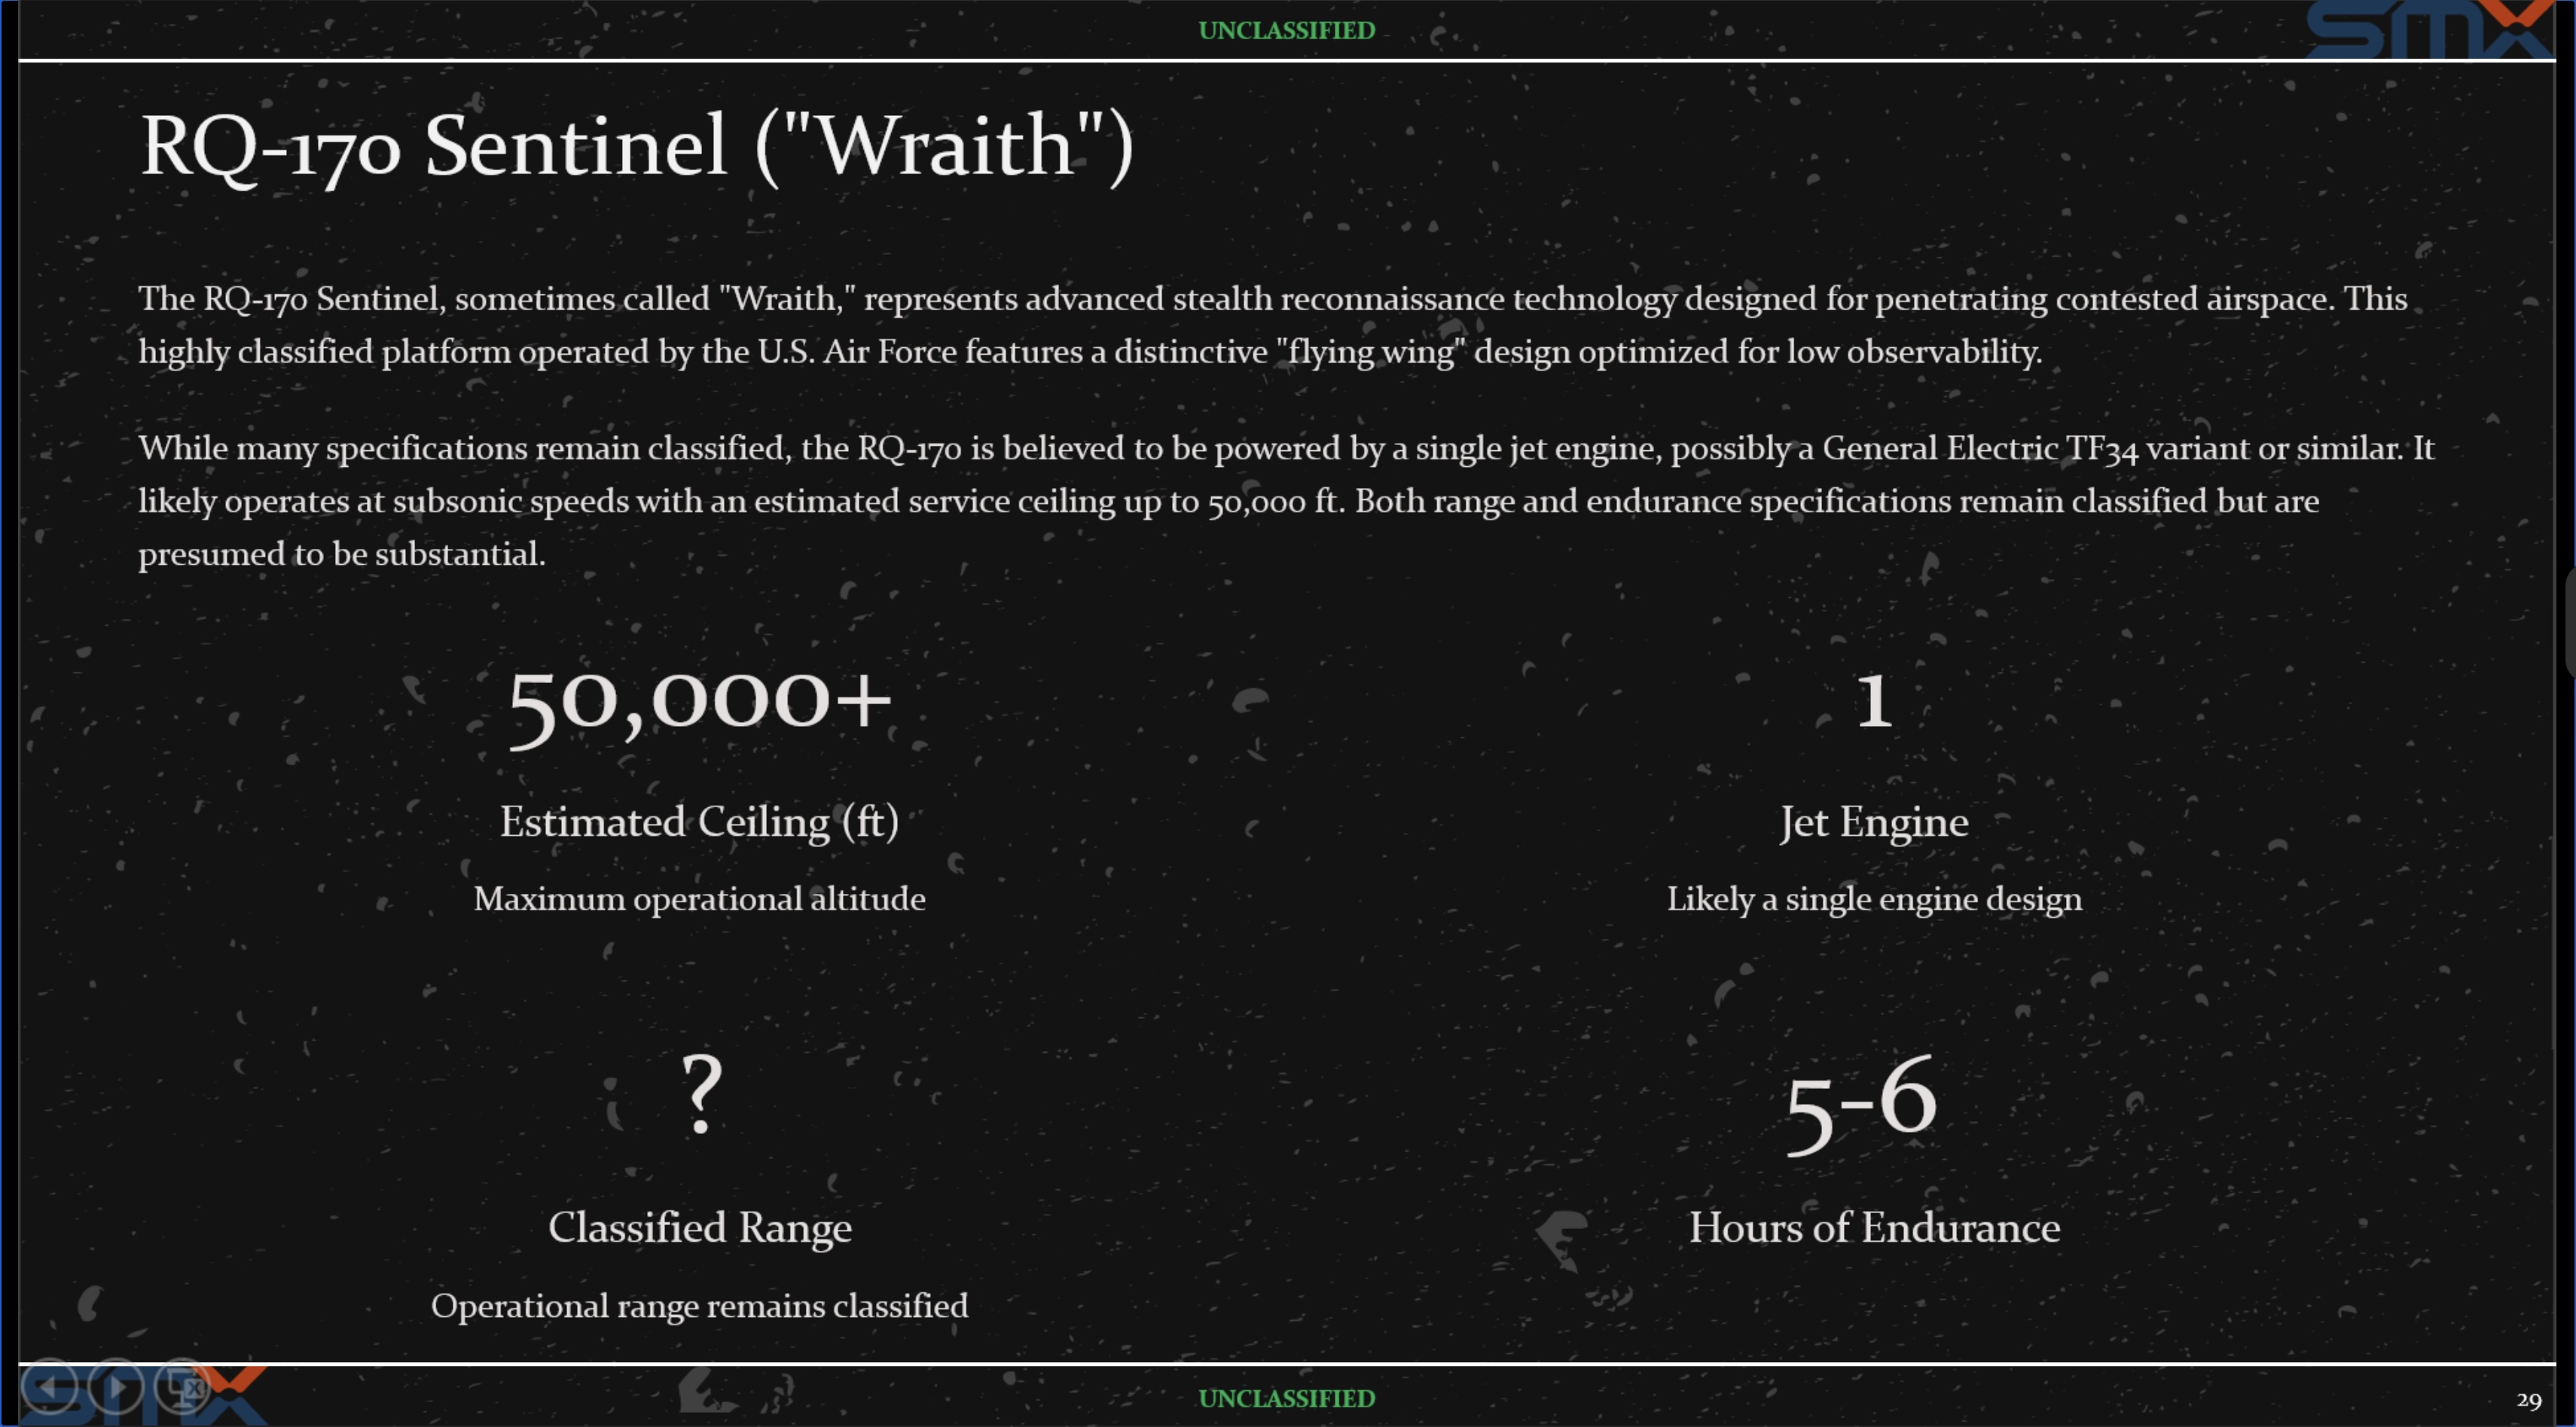 UNCLASSIFIED
SMX
RQ-170 Sentinel ("Wraith")
The RQ-170 Sentinel, sometimes called "Wraith," represents advanced stealth reconnaissance technology designed for penetrating contested airspace. This
highly classified platform operated by the U.S. Air Force features a distinctive "flying wing" design optimized for low observability.
While many specifications remain classified, the RQ-170 is believed to be powered by a single jet engine, possibly a General Electric TF34 variant or similar. It
likely operates at subsonic speeds with an estimated service ceiling up to 50,000 ft. Both range and endurance specifications remain classified but are
presumed to be substantial.
50,000+
Estimated Ceiling (ft)
Maximum operational altitude
1
Jet Engine
Likely a single engine design
?
Classified Range
Operational range remains classified
5-6
Hours of Endurance
SMX
UNCLASSIFIED
29